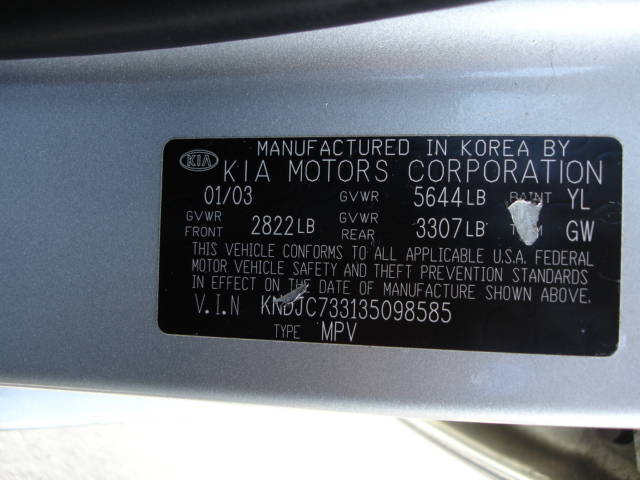 MANUFACTURED IN KOREA BY
KIA KIA MOTORS CORPORATION
01/03 GVWR 5644LB PAINT YL
GVWR FRONT 2822LB GVWR REAR 3307LB TRIM GW
THIS VEHICLE CONFORMS TO ALL APPLICABLE U.S.A. FEDERAL
MOTOR VEHICLE SAFETY AND THEFT PREVENTION STANDARDS
IN EFFECT ON THE DATE OF MANUFACTURE SHOWN ABOVE.
V.I.N KNDJC733135098585
TYPE MPV